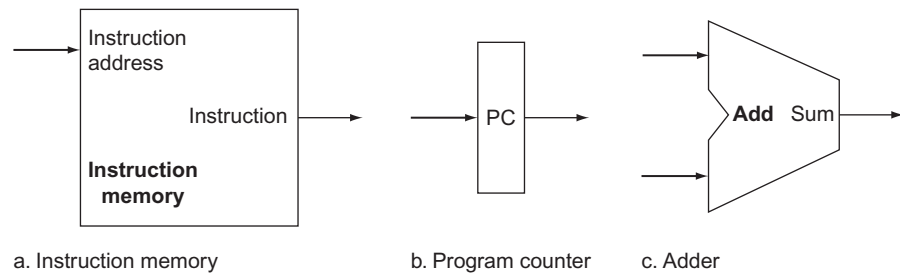 Instruction
address
Instruction
Instruction
memory
PC
Add Sum
a. Instruction memory
b. Program counter
c. Adder